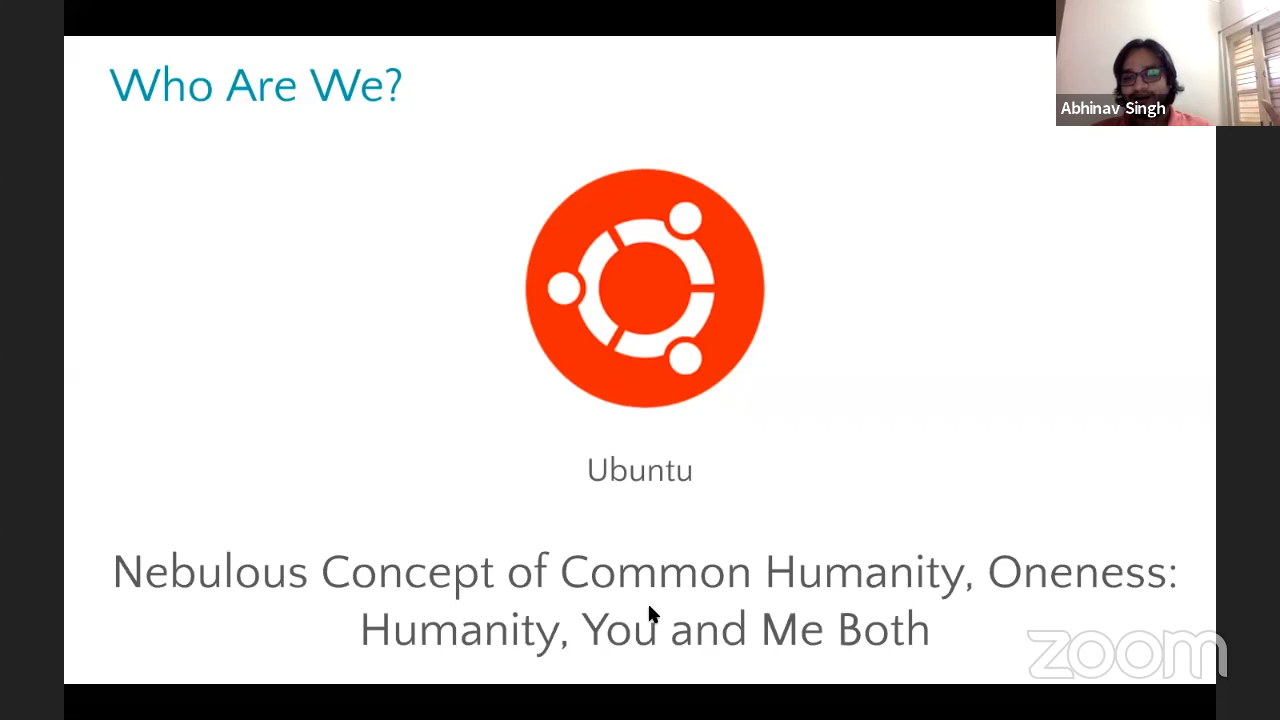 Who Are We?
Abhinav Singh
Ubuntu
Nebulous Concept of Common Humanity, Oneness:
Humanity, You and Me Both
zoom